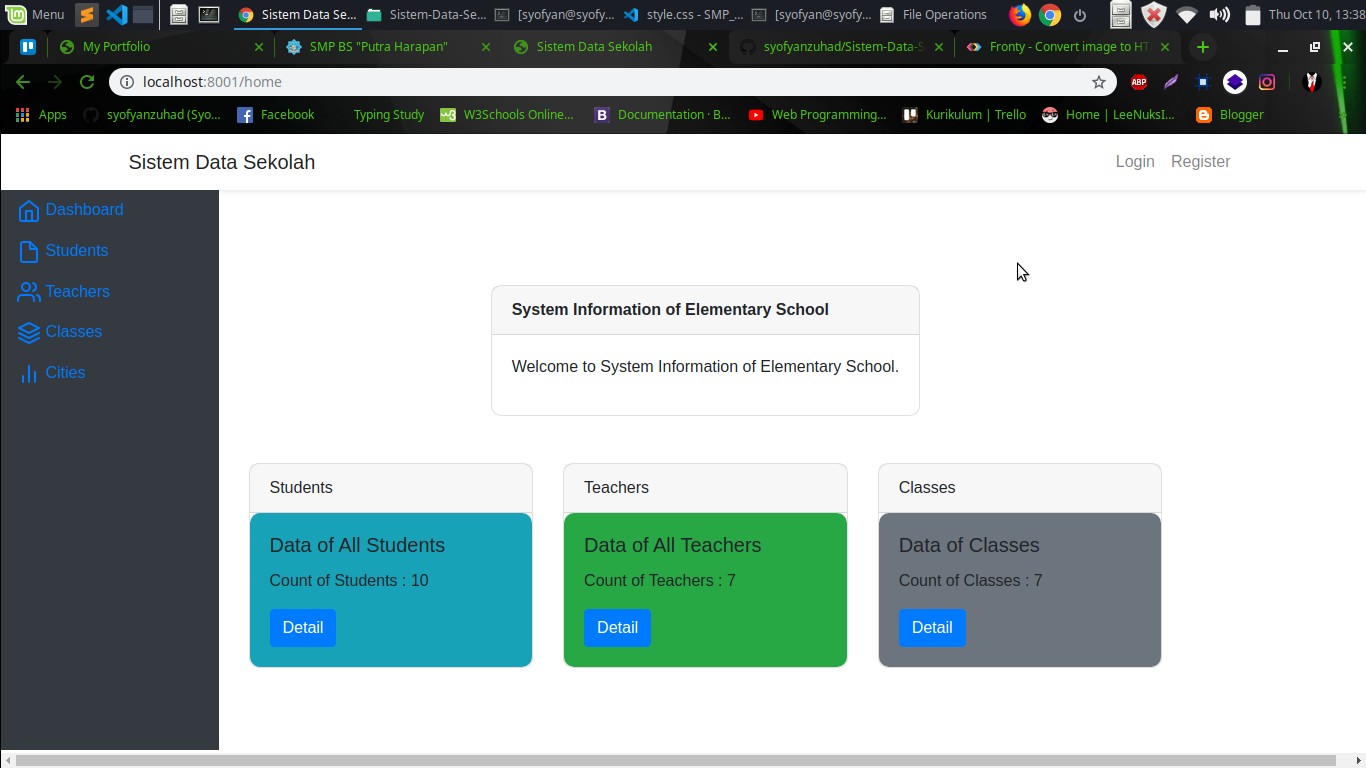 Menu
Sistem Data Se...
Sistem-Data-Se...
[syofyan@syofy...
style.css - SMP_...
[syofyan@syofy...
File Operations
Thu Oct 10, 13:38
My Portfolio
SMP BS "Putra Harapan"
Sistem Data Sekolah
syofyanzuhad/Sistem-Data-S
Fronty - Convert image to HT
localhost:8001/home
ABP
Apps
syofyanzuhad (Syo...
Facebook
Typing Study
W3Schools Online...
Documentation · B...
Web Programming...
Kurikulum | Trello
Home | LeeNuksI...
Blogger
Sistem Data Sekolah
Login
Register
Dashboard
Students
Teachers
Classes
Cities
System Information of Elementary School
Welcome to System Information of Elementary School.
Students
Data of All Students
Count of Students : 10
Detail
Teachers
Data of All Teachers
Count of Teachers : 7
Detail
Classes
Data of Classes
Count of Classes : 7
Detail